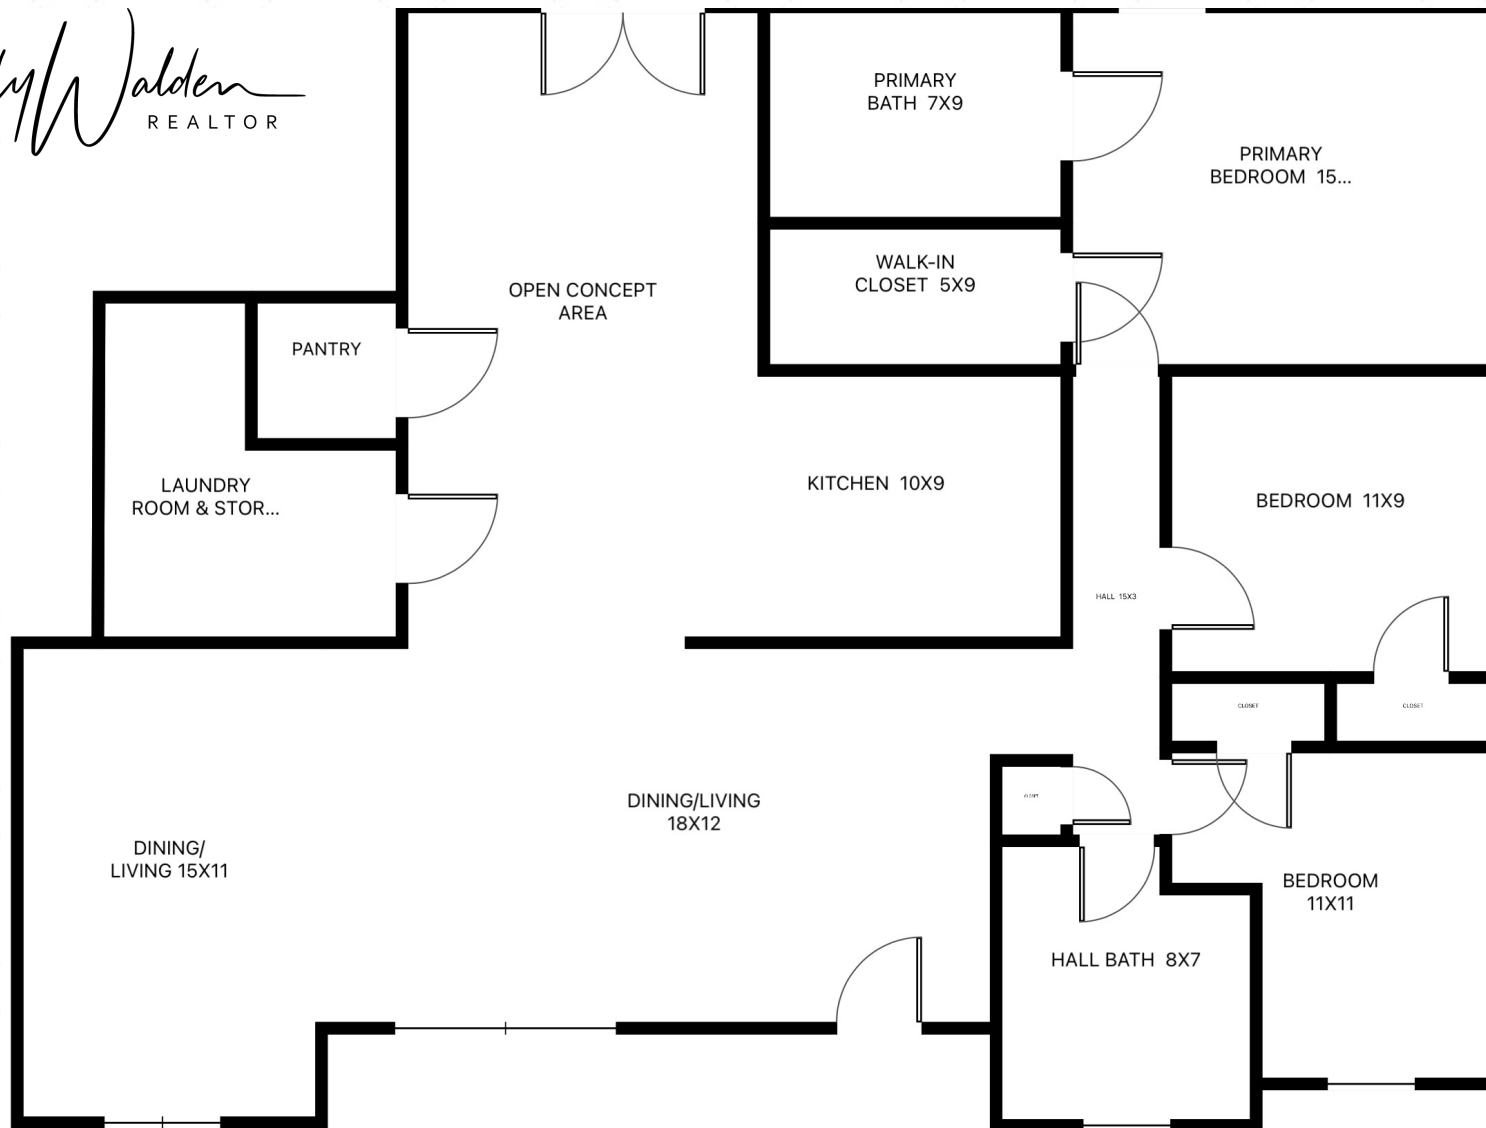 Walden
REALTOR
PRIMARY
BATH 7X9
PRIMARY
BEDROOM 15...
WALK-IN
CLOSET 5X9
OPEN CONCEPT
AREA
PANTRY
LAUNDRY
ROOM & STOR...
KITCHEN 10X9
BEDROOM 11X9
HALL 15X3
CLOSET
CLOSET
CLOSET
DINING/LIVING
18X12
DINING/
LIVING 15X11
BEDROOM
11X11
HALL BATH 8X7